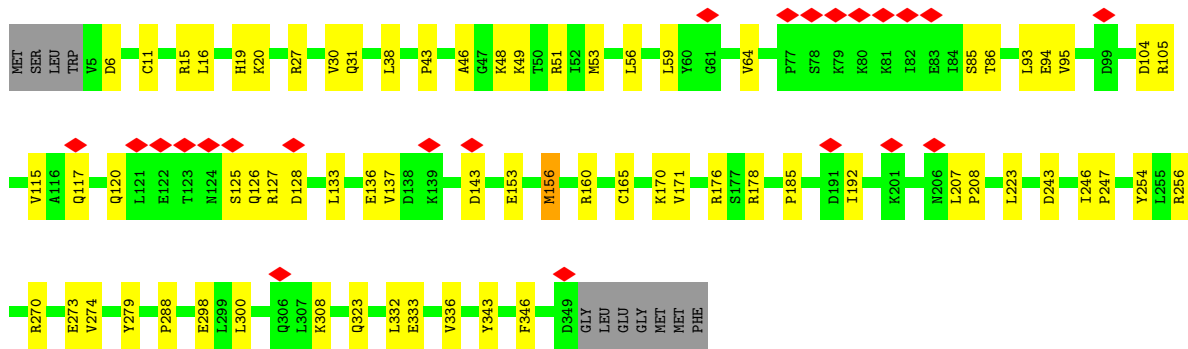 MET SER LEU TRP V5 D6 C11 R15 L16 H19 K20 R27 V30 Q31 L38 P43 A46 G47 K48 K49 T50 R51 I52 M53 L56 L59 Y60 G61 V64 P77 S78 K79 K80 K81 I82 E83 I84 S85 T86 L93 E94 V95 D99 D104 R105
V115 A116 Q117 Q120 L121 E122 T123 N124 S125 Q126 R127 D128 L133 E136 V137 D138 K139 D143 E153 M156 R160 C165 K170 V171 R176 S177 R178 P185 D191 I192 K201 N206 L207 P208 L223 D243 I246 P247 Y254 L255 R256
R270 E273 V274 Y279 P288 E298 L299 L300 Q306 L307 K308 Q323 L332 E333 V336 Y343 F346 D349 GLY LEU GLU GLY MET MET PHE